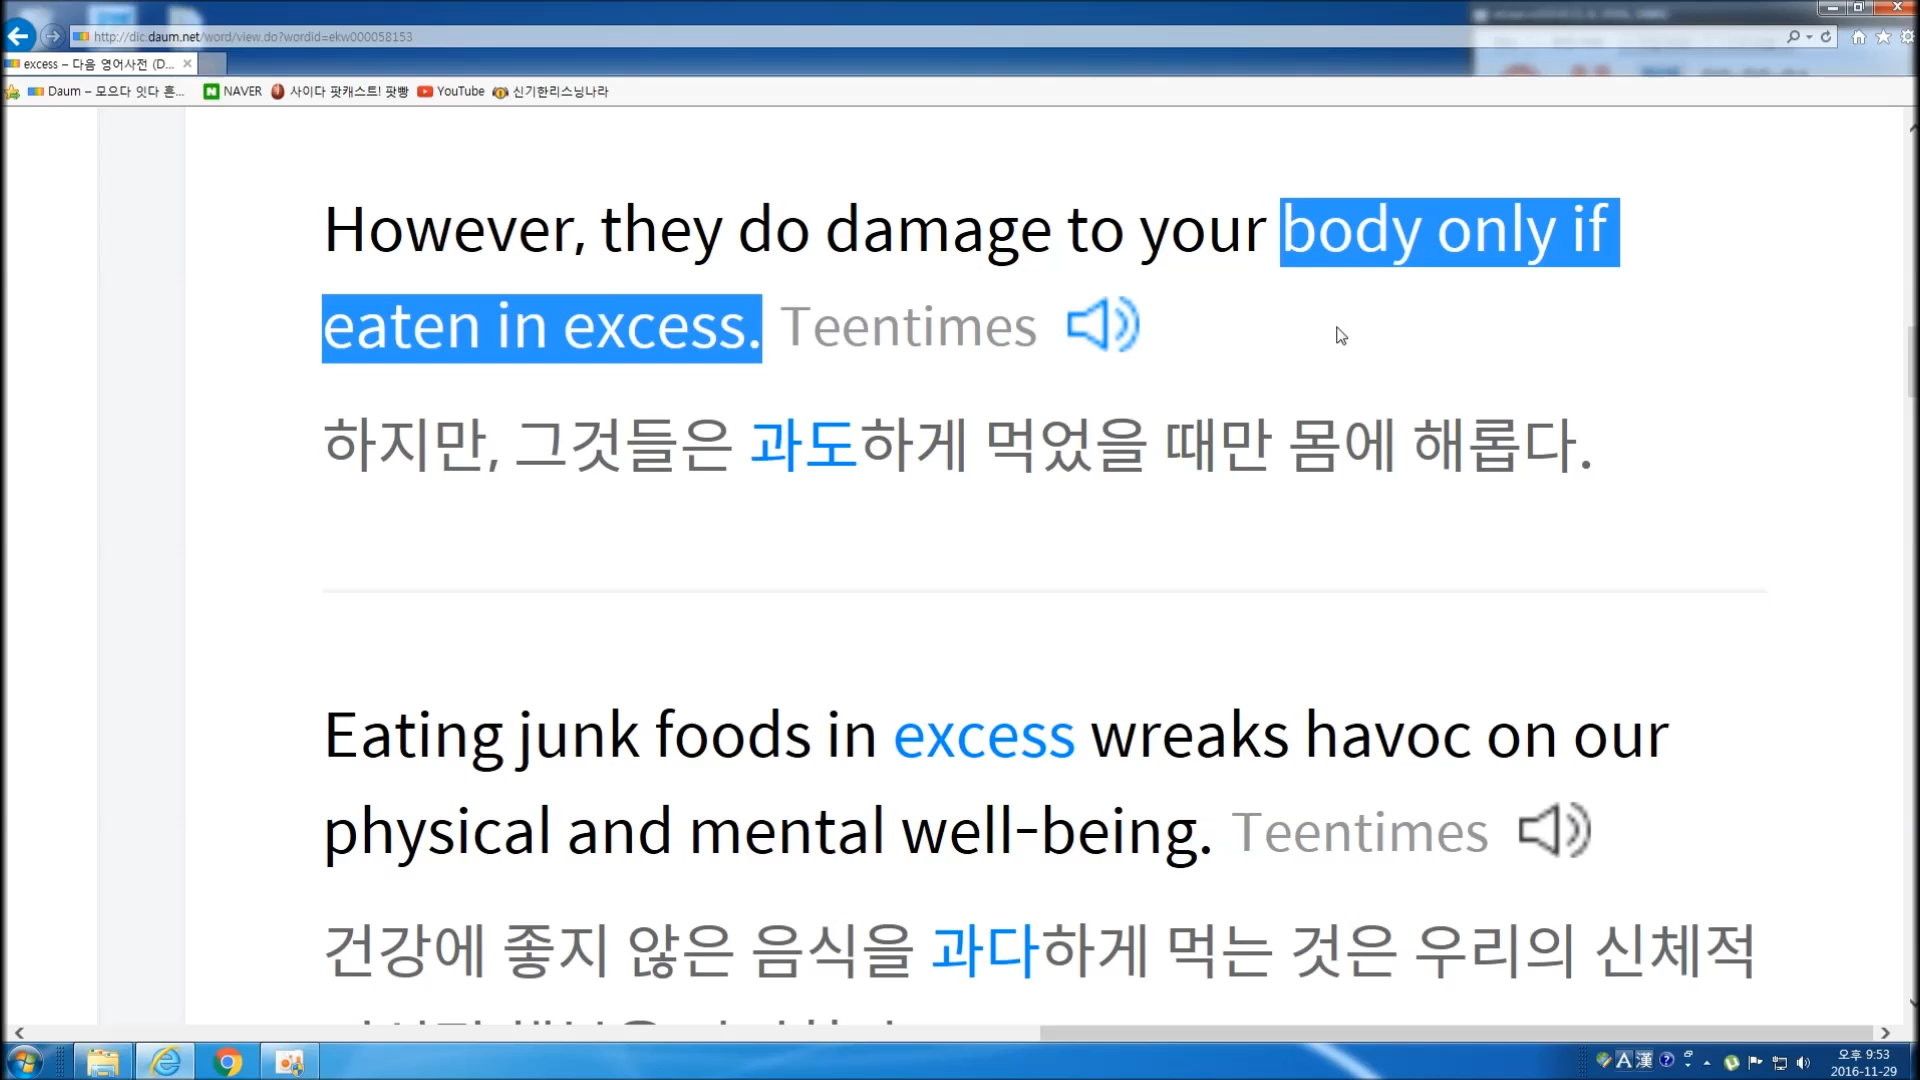 http://dic.daum.net/word/view.do?wordid=ekw000058153
excess – 다음 영어사전 (D...
Daum – 모으다 잇다 흔... NAVER 사이다 팟캐스트! 팟빵 YouTube 신기한리스닝나라
However, they do damage to your body only if
eaten in excess. Teentimes
하지만, 그것들은 과도하게 먹었을 때만 몸에 해롭다.
Eating junk foods in excess wreaks havoc on our
physical and mental well-being. Teentimes
건강에 좋지 않은 음식을 과다하게 먹는 것은 우리의 신체적
A 漢
오후 9:53
2016-11-29